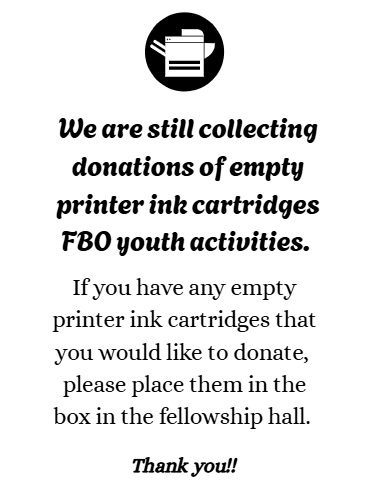 We are still collecting
donations of empty
printer ink cartridges
FBO youth activities.
If you have any empty
printer ink cartridges that
you would like to donate,
please place them in the
box in the fellowship hall.
Thank you!!